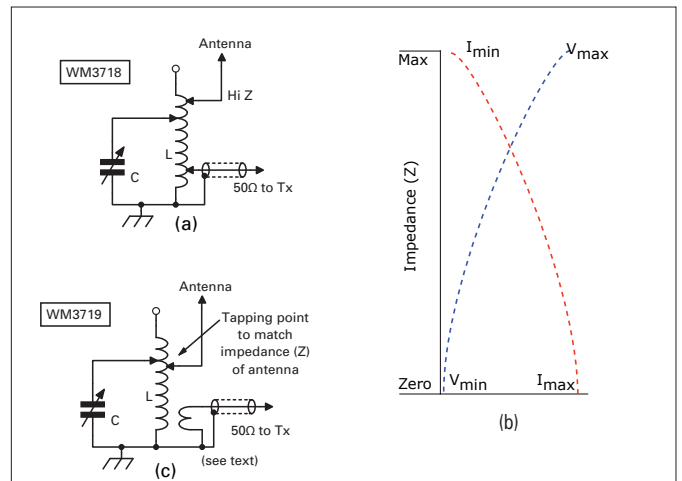 WM3718
Antenna
Hi Z
L
C
50Ω to Tx
(a)
WM3719
Antenna
Tapping point
to match
impedance (Z)
of antenna
L
C
50Ω to Tx
(see text)
(c)
Max
Imin
Vmax
Impedance (Z)
Zero
Vmin
Imax
(b)